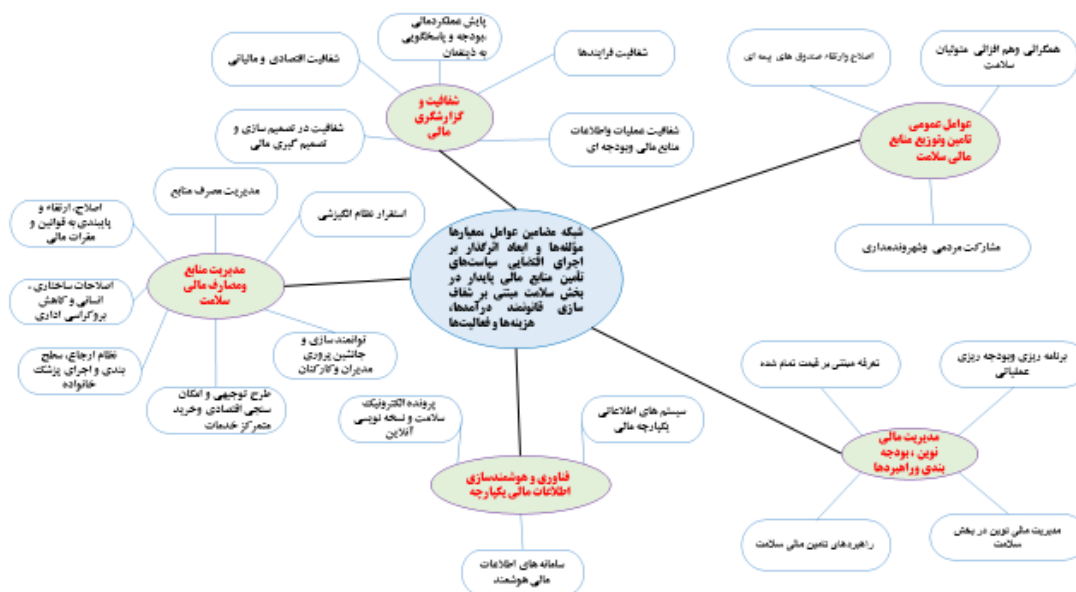 شبکه مضامین عوامل ،معیارها
مؤلفه‌ها و ابعاد اثرگذار بر
اجرای اقتضایی سیاست‌های
تأمین منابع مالی پایدار در
بخش سلامت مبتنی بر شفاف
سازی قانونمند درآمدها،
هزینه‌ها و فعالیت‌ها
عوامل عمومی
تامین وتوزیع منابع
مالی سلامت
همگرائی وهم افزائی متولیان
سلامت
اصلاح وارتقاء صندوق های بیمه ای
مشارکت مردمی وشهروندمداری
شفافیت و
گزارشگری
مالی
پایش عملکردمالی
،بودجه و پاسخگویی
به ذینفعان
شفافیت فرایندها
شفافیت اقتصادی و مالیاتی
شفافیت عملیات واطلاعات
منابع مالی وبودجه ای
شفافیت در تصمیم سازی و
تصمیم گیری مالی
مدیریت منابع
ومصارف مالی
سلامت
مدیریت مصرف منابع
استقرار نظام انگیزشی
اصلاح، ارتقاء و
پایبندی به قوانین و
مقررات مالی
اصلاحات ساختاری ،
انسانی و کاهش
بروکراسی اداری
نظام ارجاع، سطح
بندی و اجرای پزشک
خانواده
توانمند سازی و
جانشین پروری
مدیران وکارکنان
طرح توجیهی و امکان
سنجی اقتصادی وخرید
متمرکز خدمات
فناوری و هوشمندسازی
اطلاعات مالی یکپارچه
پرونده الکترونیک
سلامت و نسخه نویسی
آفلاین
سیستم های اطلاعاتی
یکپارچه مالی
سامانه های اطلاعات
مالی هوشمند
مدیریت مالی
نوین ، بودجه
بندی وراهبردها
برنامه ریزی وبودجه ریزی
عملیاتی
تعرفه مبتنی بر قیمت تمام شده
مدیریت مالی نوین در بخش
سلامت
راهبردهای تامین مالی سلامت